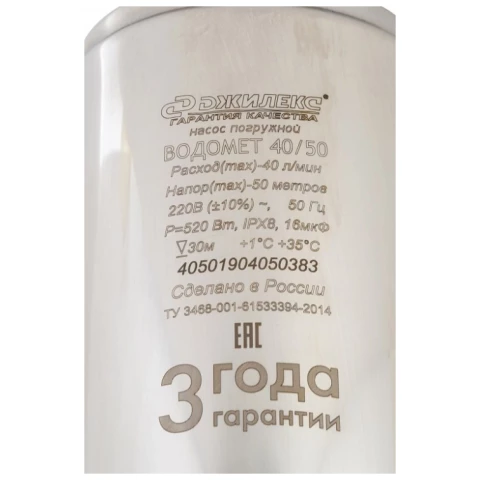 ДЖИЛЕКС®
ГАРАНТИЯ КАЧЕСТВА
насос погружной
ВОДОМЕТ 40/50
Расход(max)-40 л/мин
Напор(max)-50 метров
220В (±10%) ~, 50 Гц
P=520 Вт, IPX8, 16мкФ
30м +1°C +35°C
40501904050383
Сделано в России
ТУ 3468-001-61533394-2014
EAC
3 года
гарантии